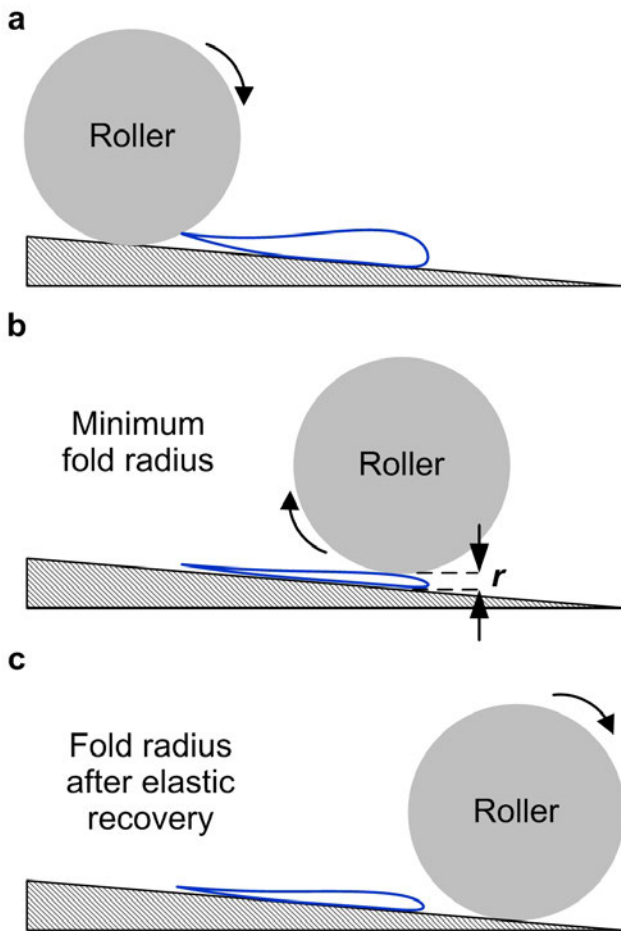 a
Roller
b
Minimum
fold radius
Roller
r
c
Fold radius
after elastic
recovery
Roller